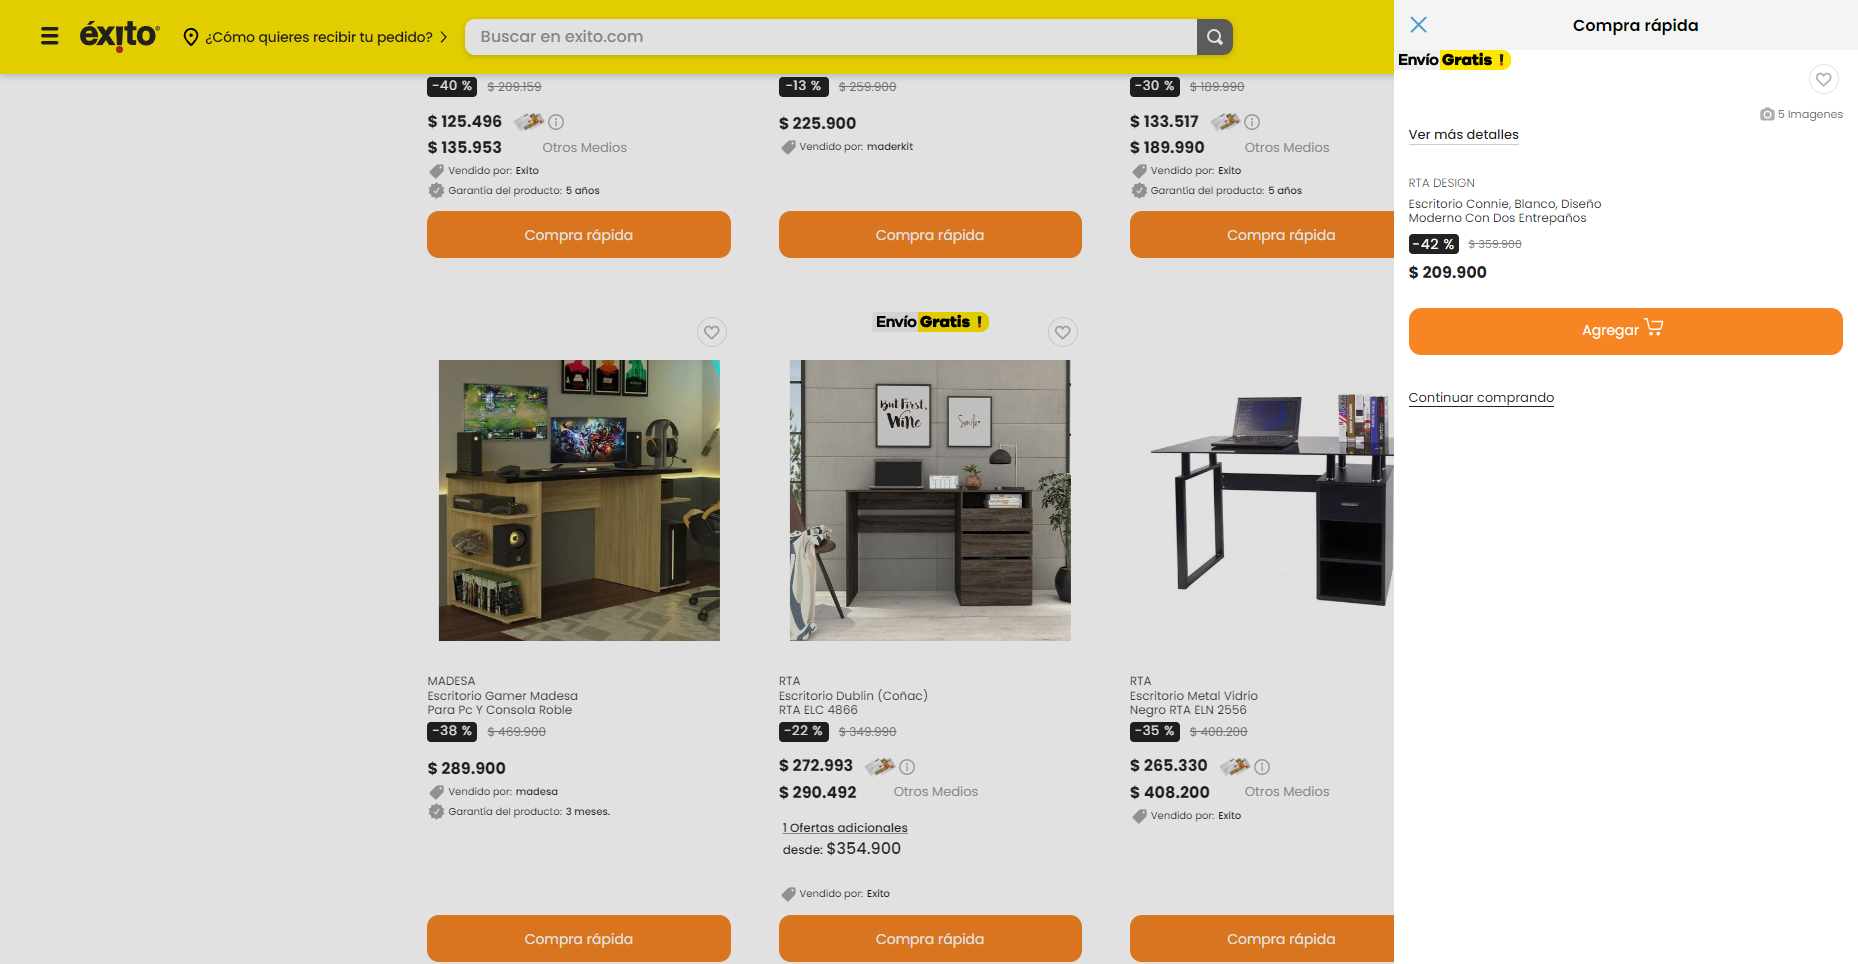 éxito
¿Cómo quieres recibir tu pedido?
Buscar en exito.com
-40 % $ 209.159
$ 125.496
$ 135.953 Otros Medios
Vendido por: Exito
Garantía del producto: 5 años
Compra rápida
-13 % $ 259.900
$ 225.900
Vendido por: maderkit
Compra rápida
-30 % $ 189.990
$ 133.517
$ 189.990 Otros Medios
Vendido por: Exito
Garantía del producto: 5 años
Compra rápida
MADESA
Escritorio Gamer Madesa
Para Pc Y Consola Roble
-38 % $ 469.900
$ 289.900
Vendido por: madesa
Garantía del producto: 3 meses.
Compra rápida
Envío Gratis !
But First,
Wine
Smile
RTA
Escritorio Dublin (Coñac)
RTA ELC 4866
-22 % $ 349.990
$ 272.993
$ 290.492 Otros Medios
1 Ofertas adicionales
desde: $354.900
Vendido por: Exito
Compra rápida
RTA
Escritorio Metal Vidrio
Negro RTA ELN 2556
-35 % $ 408.200
$ 265.330
$ 408.200 Otros Medios
Vendido por: Exito
Compra rápida
Compra rápida
Envío Gratis !
5 Imagenes
Ver más detalles
RTA DESIGN
Escritorio Connie, Blanco, Diseño
Moderno Con Dos Entrepaños
-42 % $ 359.900
$ 209.900
Agregar
Continuar comprando